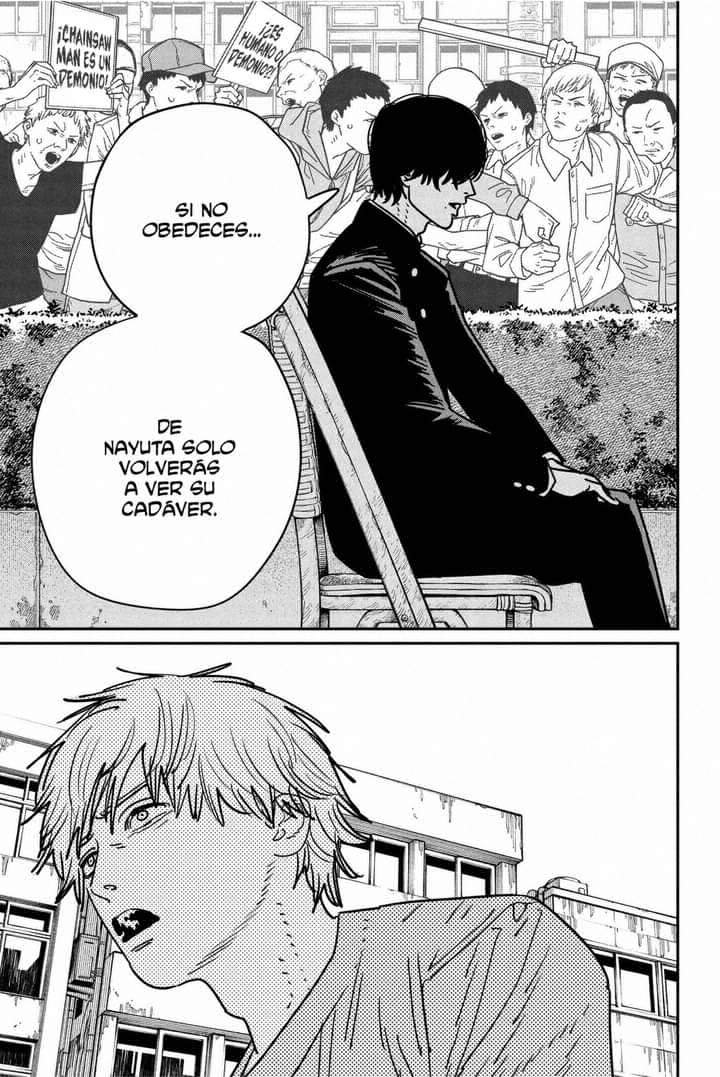 ¡CHAINSAW
MAN ES UN
DEMONIO!
¡¿ES
HUMANO O
DEMONIO?!
SI NO
OBEDECES...
DE
NAYUTA SOLO
VOLVERÁS
A VER SU
CADÁVER.